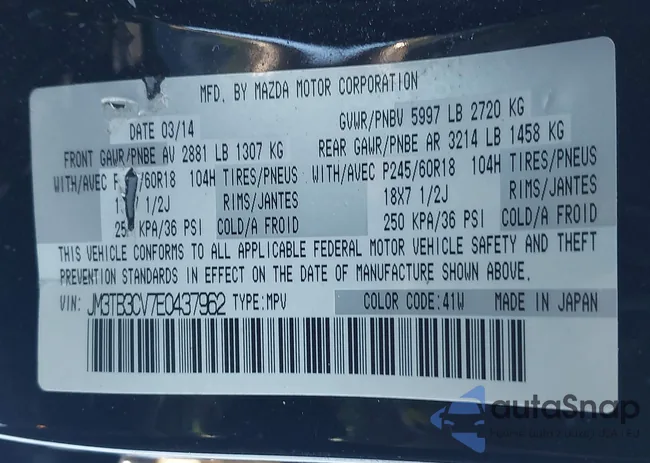 MFD. BY MAZDA MOTOR CORPORATION
DATE 03/14
GVWR/PNBV 5997 LB 2720 KG
FRONT GAWR/PNBE AV 2881 LB 1307 KG
REAR GAWR/PNBE AR 3214 LB 1458 KG
WITH/AVEC P /60R18 104H TIRES/PNEUS
WITH/AVEC P245/60R18 104H TIRES/PNEUS
1 1/2J RIMS/JANTES
18X7 1/2J RIMS/JANTES
25 KPA/36 PSI COLD/A FROID
250 KPA/36 PSI COLD/A FROID
THIS VEHICLE CONFORMS TO ALL APPLICABLE FEDERAL MOTOR VEHICLE SAFETY AND THEFT
PREVENTION STANDARDS IN EFFECT ON THE DATE OF MANUFACTURE SHOWN ABOVE.
VIN: JM3TB3CV7E0437962 TYPE:MPV COLOR CODE:41W MADE IN JAPAN
autaSnap